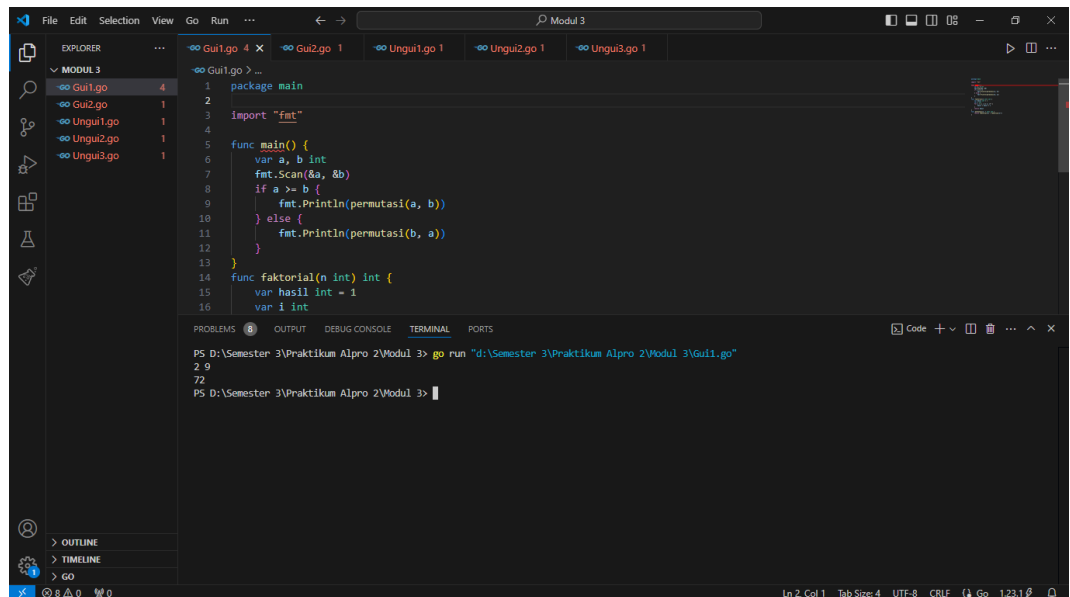 File Edit Selection View Go Run ...
Modul 3
EXPLORER ...
MODUL 3
Gui1.go 4
Gui2.go 1
Ungui1.go 1
Ungui2.go 1
Ungui3.go 1
Gui1.go 4
Gui2.go 1
Ungui1.go 1
Ungui2.go 1
Ungui3.go 1
Gui1.go > ...
1 package main
2
3 import "fmt"
4
5 func main() {
6 var a, b int
7 fmt.Scan(&a, &b)
8 if a >= b {
9 fmt.Println(permutasi(a, b))
10 } else {
11 fmt.Println(permutasi(b, a))
12 }
13 }
14 func faktorial(n int) int {
15 var hasil int = 1
16 var i int
PROBLEMS 8 OUTPUT DEBUG CONSOLE TERMINAL PORTS
Code
PS D:\Semester 3\Praktikum Alpro 2\Modul 3> go run "d:\Semester 3\Praktikum Alpro 2\Modul 3\Gui1.go"
2 9
72
PS D:\Semester 3\Praktikum Alpro 2\Modul 3>
OUTLINE
TIMELINE
GO
1
8 0 0
Ln 2, Col 1 Tab Size: 4 UTF-8 CRLF Go 1.23.1